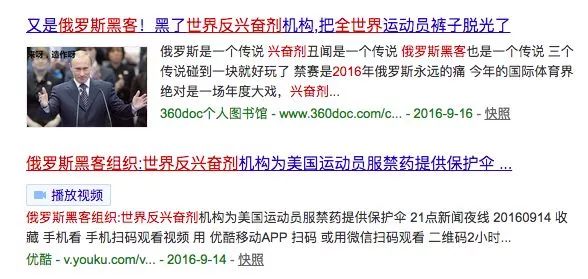 又是俄罗斯黑客！黑了世界反兴奋剂机构,把全世界运动员裤子脱光了
来呀，造作呀
俄罗斯是一个传说 兴奋剂丑闻是一个传说 俄罗斯黑客也是一个传说 三个
传说碰到一块就好玩了 禁赛是2016年俄罗斯永远的痛 今年的国际体育界
绝对是一场年度大戏，兴奋剂...
360doc个人图书馆 - www.360doc.com/c... - 2016-9-16 - 快照
俄罗斯黑客组织:世界反兴奋剂机构为美国运动员服禁药提供保护伞 ...
播放视频
俄罗斯黑客组织:世界反兴奋剂机构为美国运动员服禁药提供保护伞 21点新闻夜线 20160914 收
藏 手机看 手机扫码观看视频 用 优酷移动APP 扫码 或用微信扫码观看 二维码2小时...
优酷 - v.youku.com/v... - 2016-9-14 - 快照